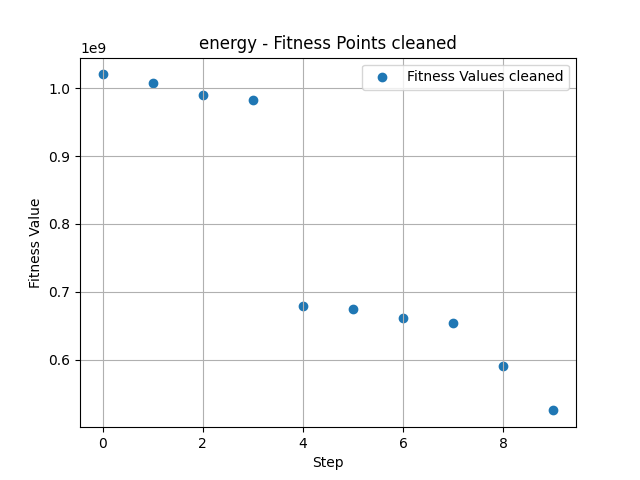 energy - Fitness Points cleaned
1e9
Fitness Values cleaned
1.0
0.9
0.8
0.7
0.6
Fitness Value
0 2 4 6 8
Step